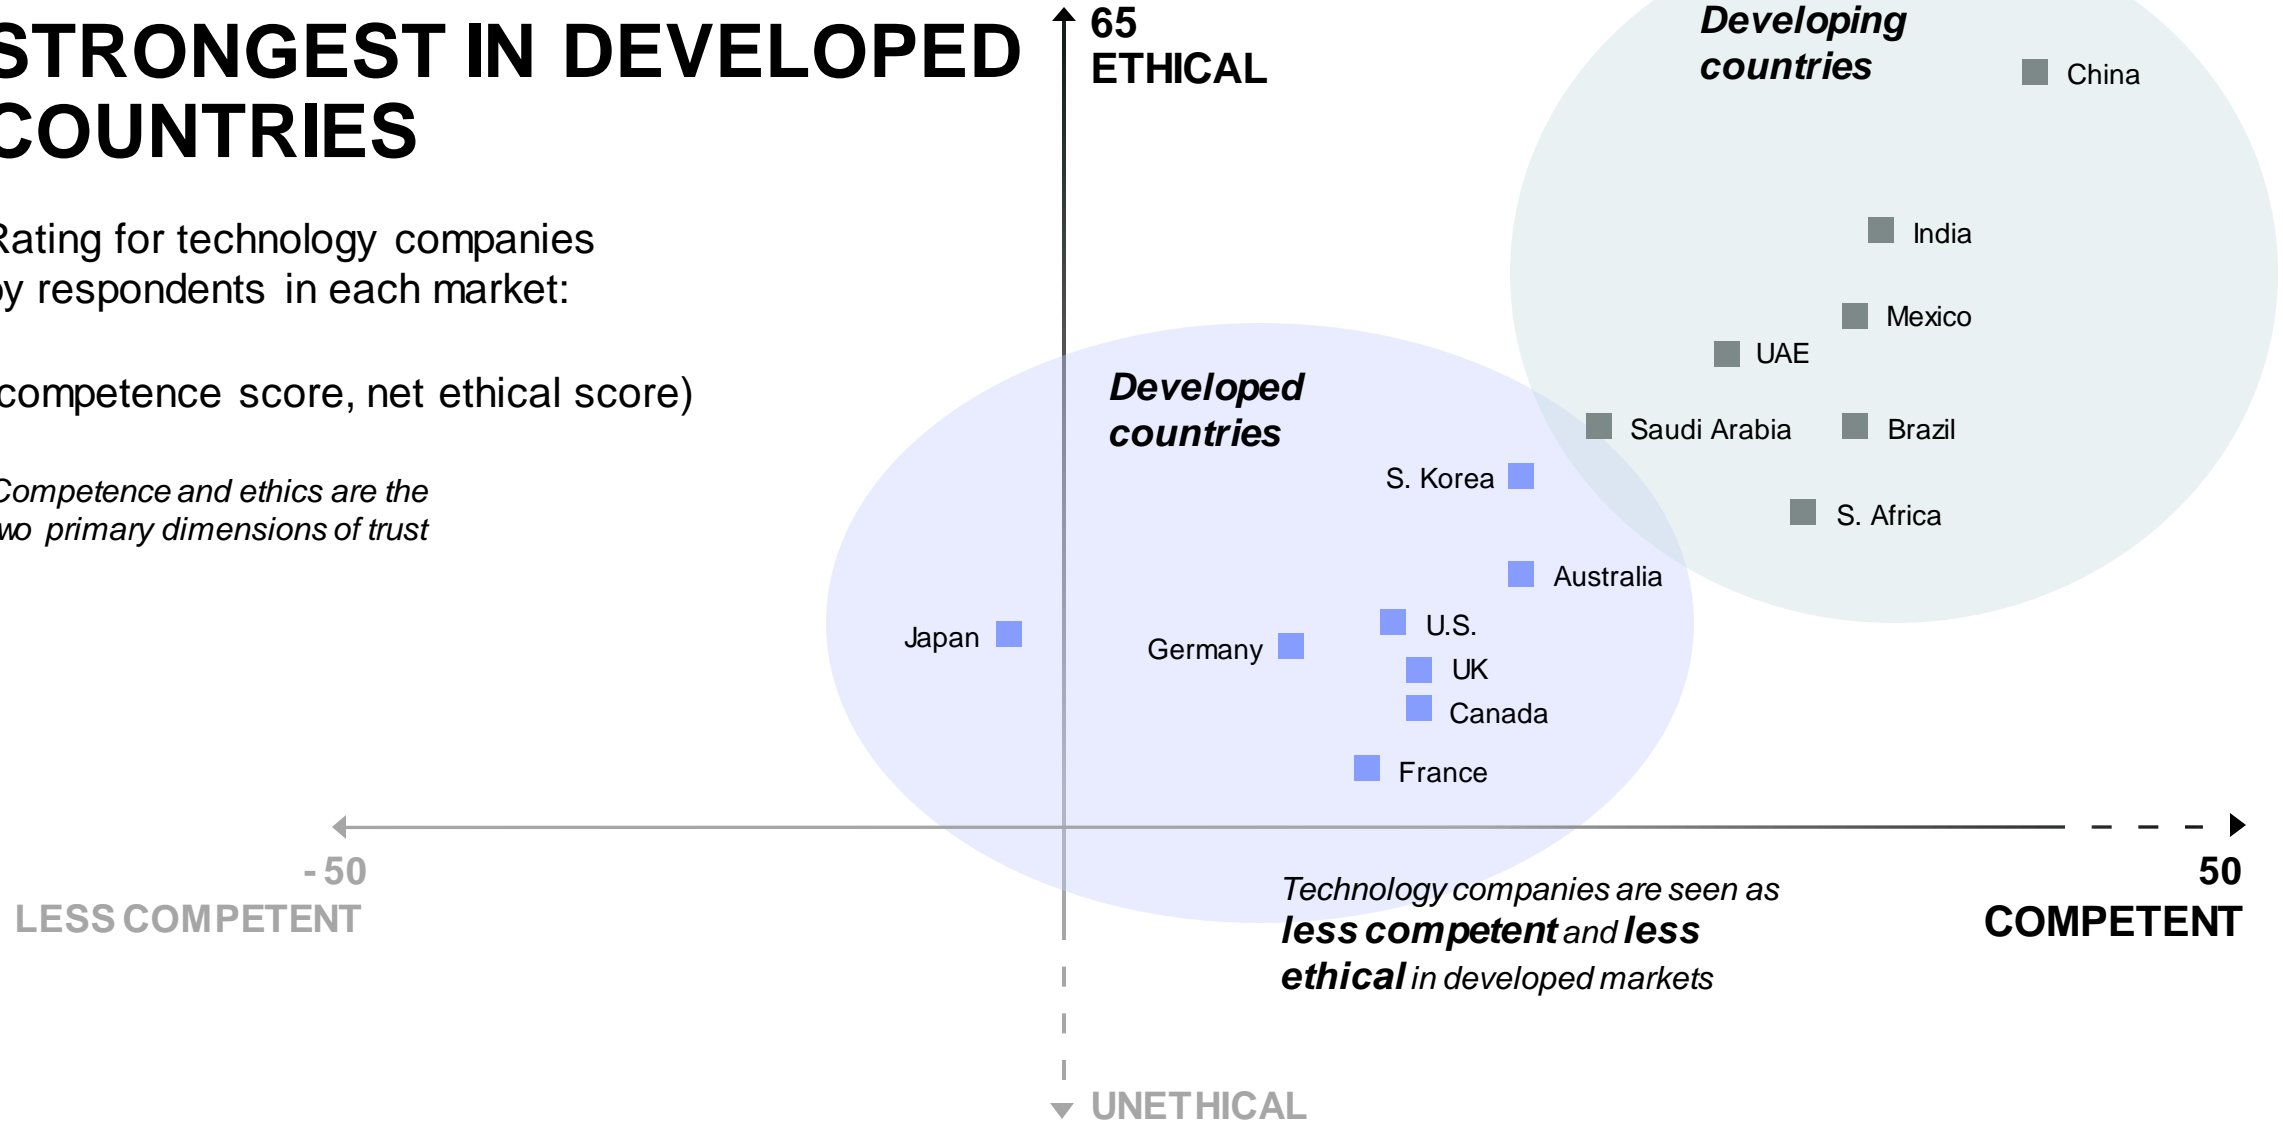 STRONGEST IN DEVELOPED
COUNTRIES
Rating for technology companies
by respondents in each market:
competence score, net ethical score)
Competence and ethics are the
two primary dimensions of trust
65
ETHICAL
Developing
countries
China
India
Mexico
UAE
Saudi Arabia
Brazil
S. Africa
Developed
countries
S. Korea
Australia
Japan
Germany
U.S.
UK
Canada
France
- 50
LESS COMPETENT
50
COMPETENT
Technology companies are seen as
less competent and less
ethical in developed markets
UNETHICAL